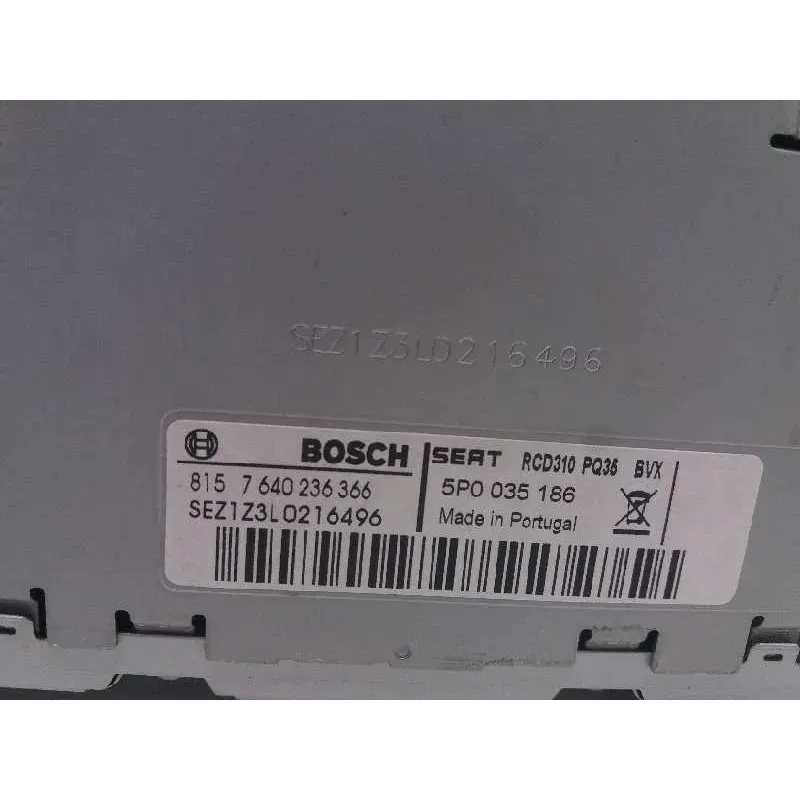 SEZ1Z3L0216496
BOSCH SEAT RCD310 PQ35 BVX
815 7 640 236 366 5P0 035 186
SEZ1Z3L0216496 Made in Portugal